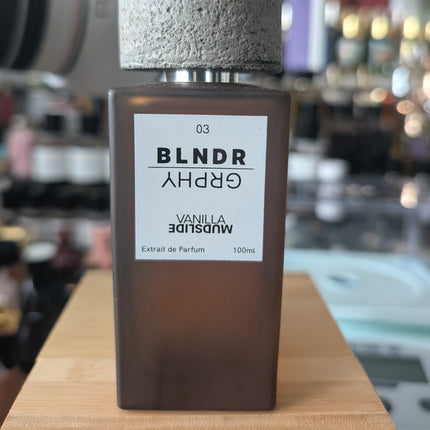 03
BLNDR
GRPHY
VANILLA
MUDSLIDE
Extrait de Parfum 100ml